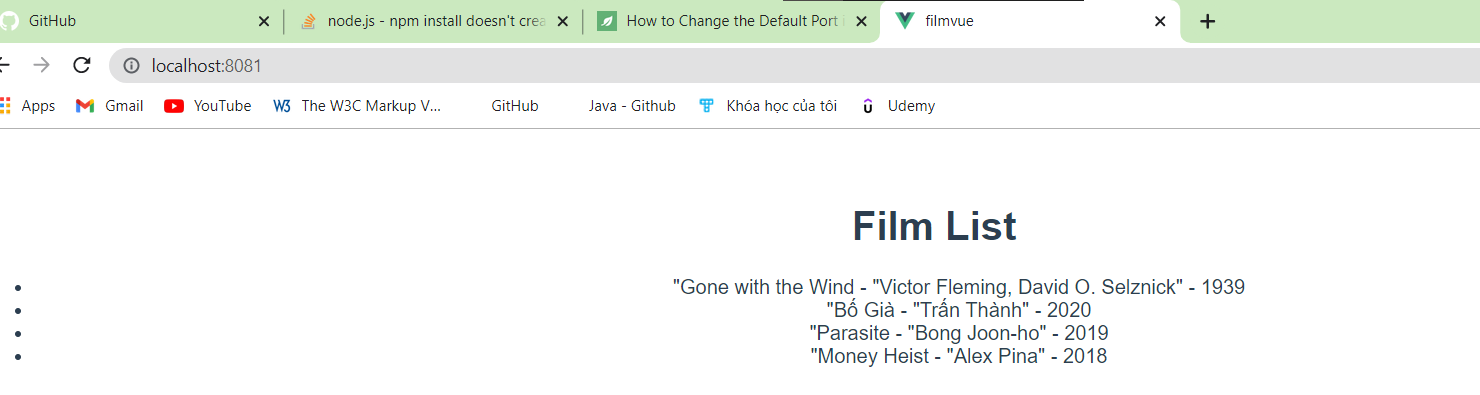 GitHub
node.js - npm install doesn't crea
How to Change the Default Port i
filmvue
localhost:8081
Apps
Gmail
YouTube
W3 The W3C Markup V...
GitHub
Java - Github
Khóa học của tôi
Udemy
Film List
"Gone with the Wind - "Victor Fleming, David O. Selznick" - 1939
"Bố Già - "Trấn Thành" - 2020
"Parasite - "Bong Joon-ho" - 2019
"Money Heist - "Alex Pina" - 2018